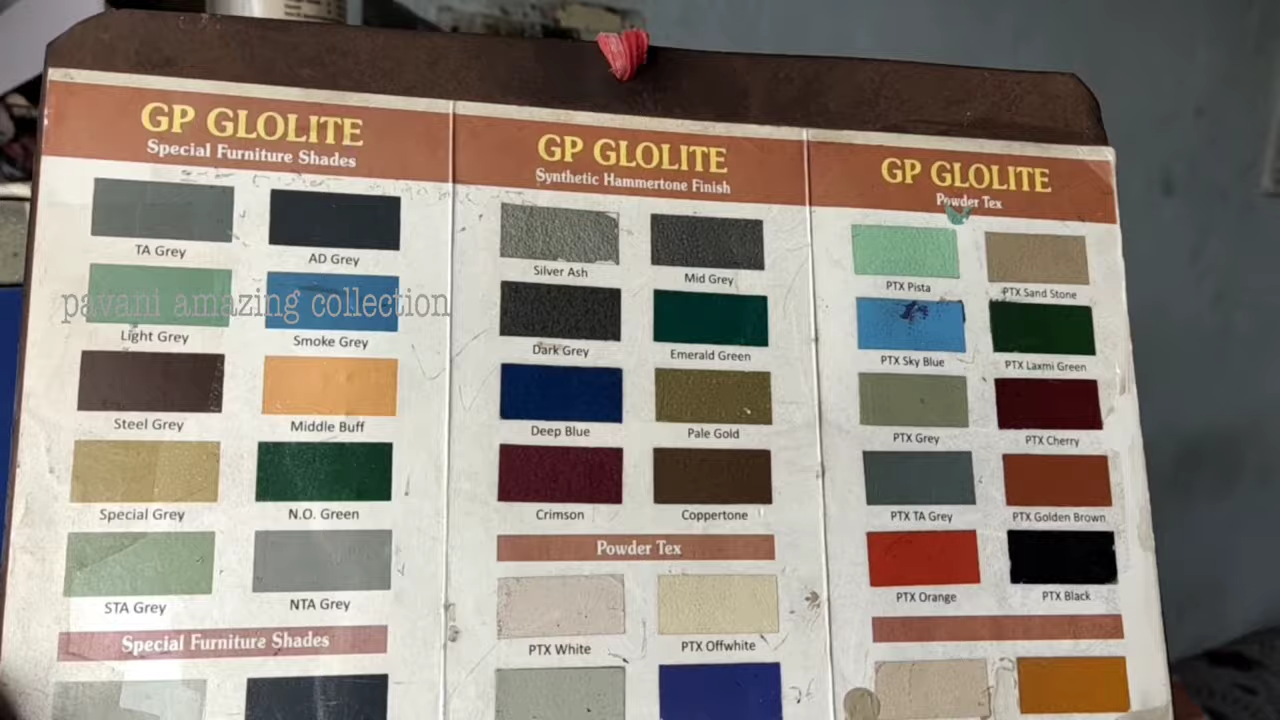 GP GLOLITE
Special Furniture Shades
TA Grey
AD Grey
pavani amazing collection
Light Grey
Smoke Grey
Steel Grey
Middle Buff
Special Grey
N.O. Green
STA Grey
NTA Grey
Special Furniture Shades
GP GLOLITE
Synthetic Hammertone Finish
Silver Ash
Mid Grey
Dark Grey
Emerald Green
Deep Blue
Pale Gold
Crimson
Coppertone
Powder Tex
PTX White
PTX Offwhite
GP GLOLITE
Powder Tex
PTX Pista
PTX Sand Stone
PTX Sky Blue
PTX Laxmi Green
PTX Grey
PTX Cherry
PTX TA Grey
PTX Golden Brown
PTX Orange
PTX Black